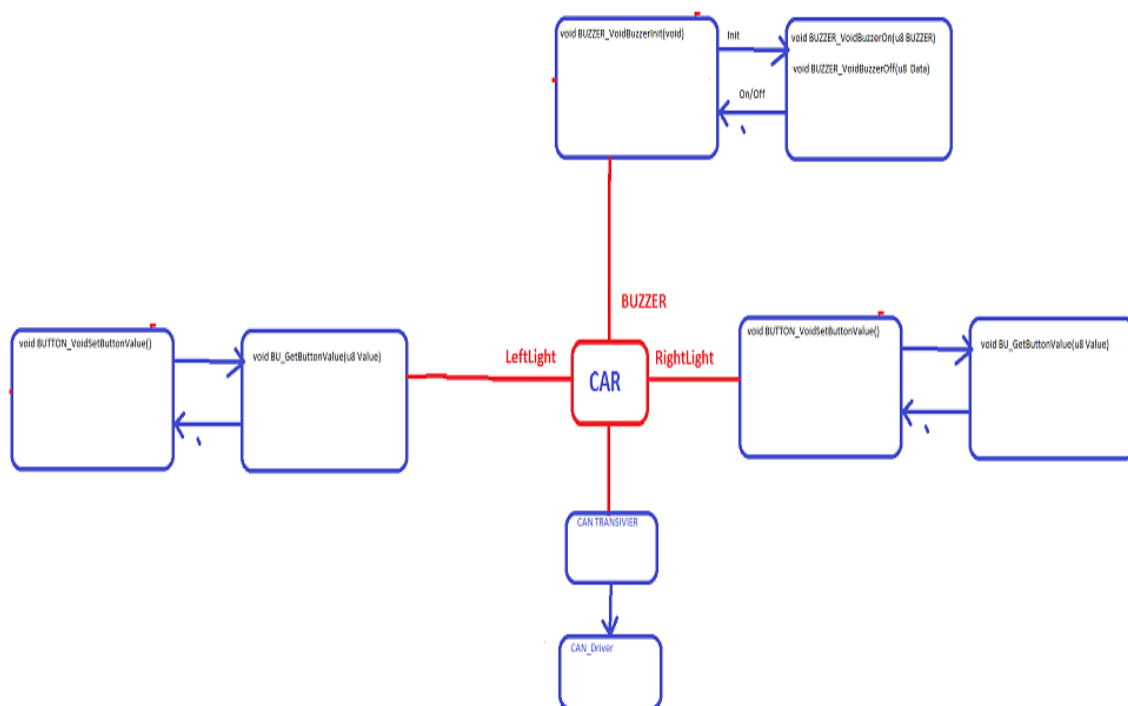 void BUZZER_VoidBuzzerInit(void)
Init
void BUZZER_VoidBuzzerOn(u8 BUZZER)
void BUZZER_VoidBuzzerOff(u8 Data)
On/Off
BUZZER
void BUTTON_VoidSetButtonValue()
void BU_GetButtonValue(u8 Value)
LeftLight
CAR
RightLight
void BUTTON_VoidSetButtonValue()
void BU_GetButtonValue(u8 Value)
CAN TRANSIVIER
CAN_Driver